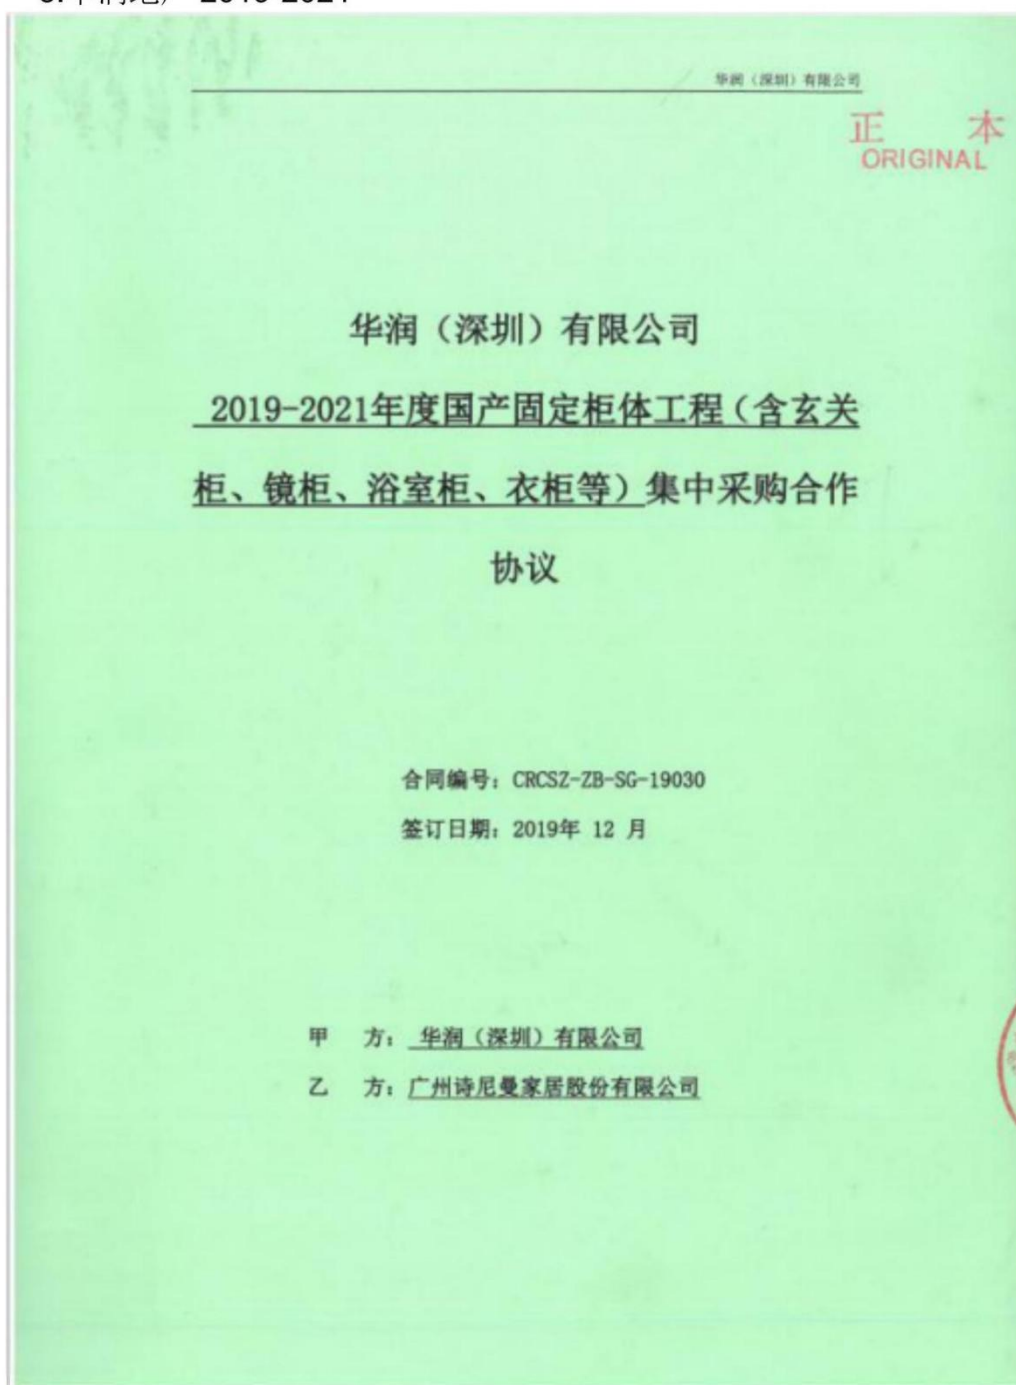 2019-2021
华润（深圳）有限公司
正 本
ORIGINAL
华润（深圳）有限公司
2019-2021年度国产固定柜体工程（含玄关
柜、镜柜、浴室柜、衣柜等）集中采购合作
协议
合同编号：CRCSZ-ZB-SG-19030
签订日期：2019年 12 月
甲 方：华润（深圳）有限公司
乙 方：广州诗尼曼家居股份有限公司